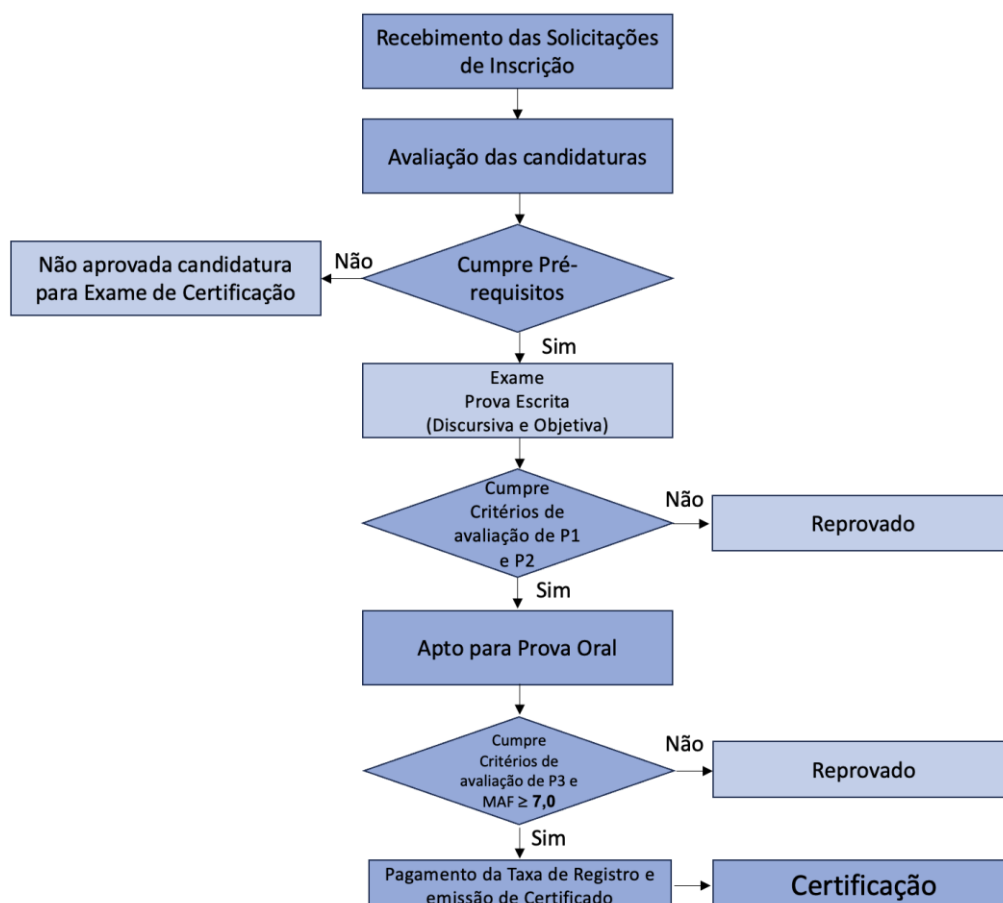 Recebimento das Solicitações
de Inscrição
Avaliação das candidaturas
Cumpre Pré-
requisitos
Não
Não aprovada candidatura
para Exame de Certificação
Sim
Exame
Prova Escrita
(Discursiva e Objetiva)
Cumpre
Critérios de
avaliação de P1
e P2
Não
Reprovado
Sim
Apto para Prova Oral
Cumpre
Critérios de
avaliação de P3 e
MAF ≥ 7,0
Não
Reprovado
Sim
Pagamento da Taxa de Registro e
emissão de Certificado
Certificação